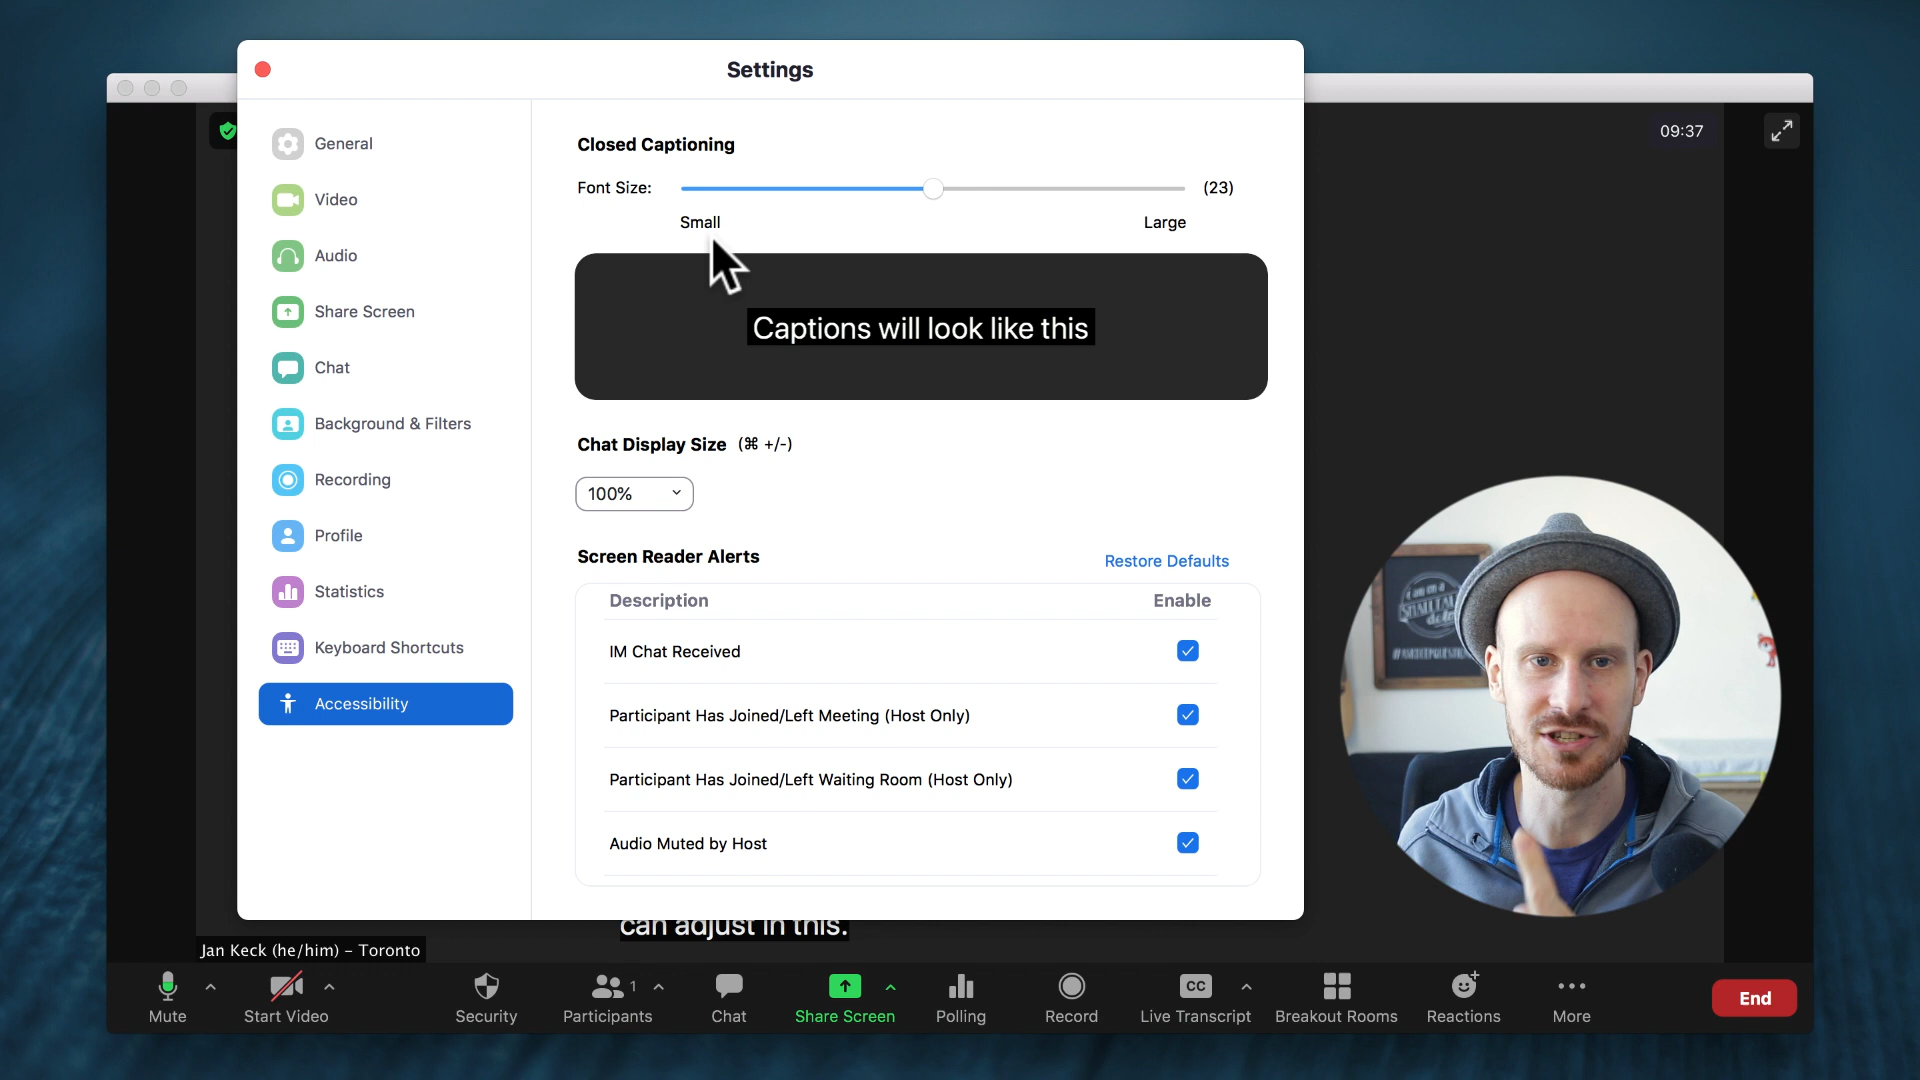 Settings
09:37
General
Video
Audio
Share Screen
Chat
Background & Filters
Recording
Profile
Statistics
Keyboard Shortcuts
Accessibility
Closed Captioning
Font Size:
(23)
Small
Large
Captions will look like this
Chat Display Size (⌘ +/-)
100%
Screen Reader Alerts
Restore Defaults
Description
Enable
IM Chat Received
Participant Has Joined/Left Meeting (Host Only)
Participant Has Joined/Left Waiting Room (Host Only)
Audio Muted by Host
can adjust in this.
Jan Keck (he/him) – Toronto
Mute
Start Video
Security
1
Participants
Chat
Share Screen
Polling
Record
CC
Live Transcript
Breakout Rooms
Reactions
More
End